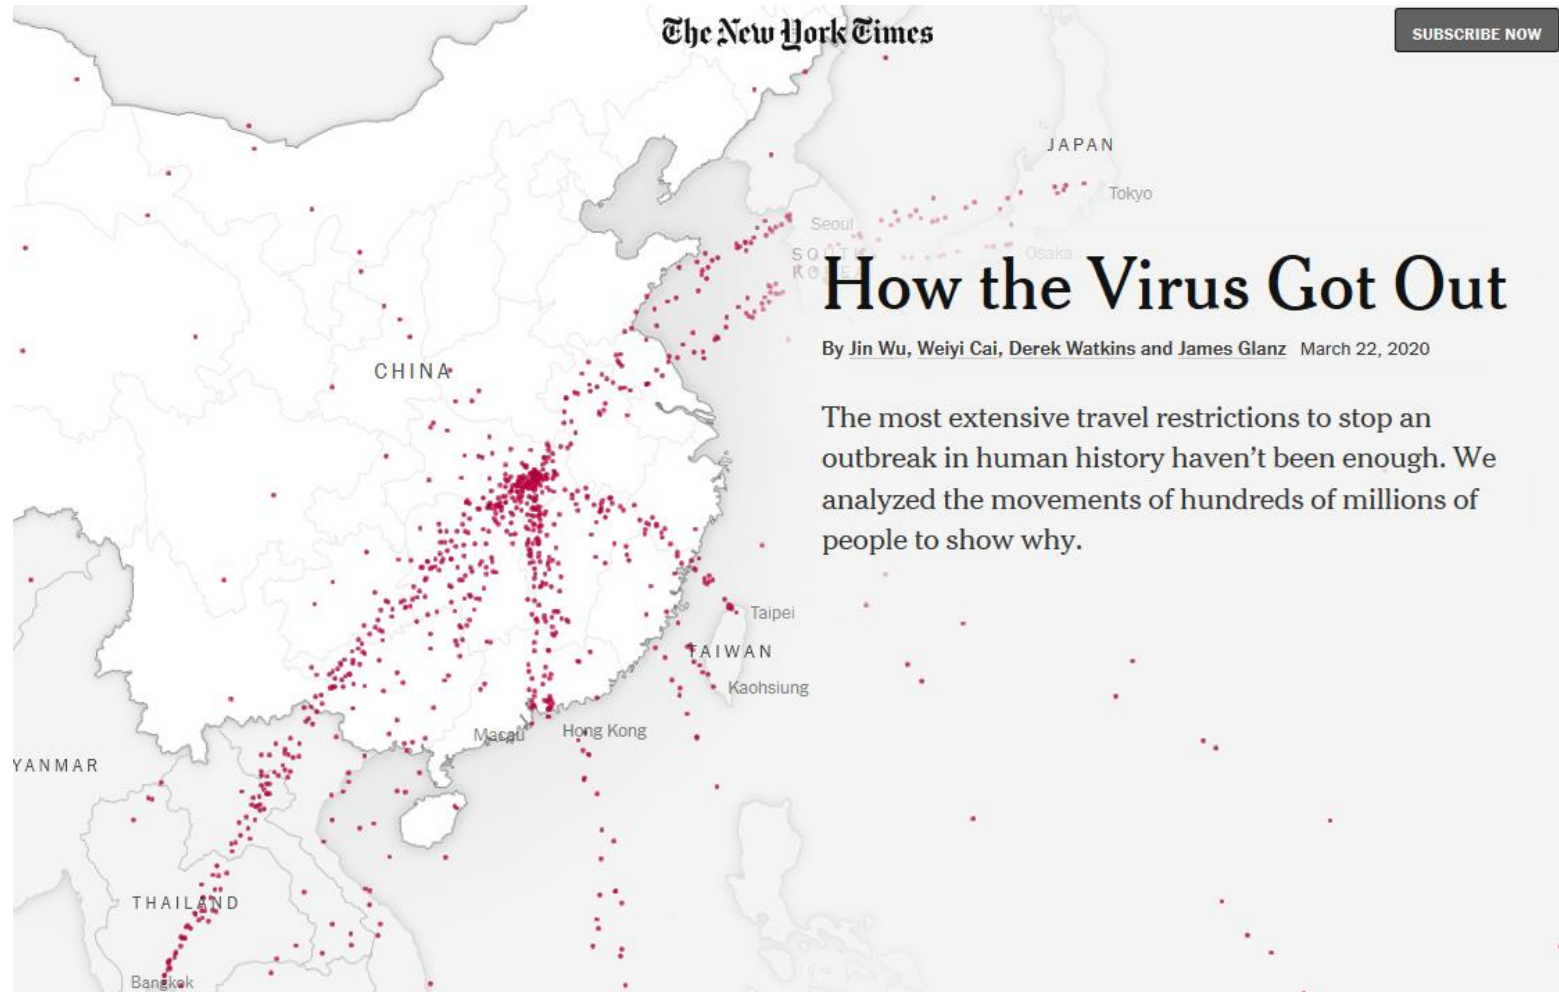 The New York Times
SUBSCRIBE NOW
JAPAN
Tokyo
Seoul
SOUTH
KOREA
Osaka
How the Virus Got Out
By Jin Wu, Weiyi Cai, Derek Watkins and James Glanz March 22, 2020
CHINA
The most extensive travel restrictions to stop an
outbreak in human history haven’t been enough. We
analyzed the movements of hundreds of millions of
people to show why.
Taipei
TAIWAN
Kaohsiung
Macau
Hong Kong
YANMAR
THAILAND
Bangkok